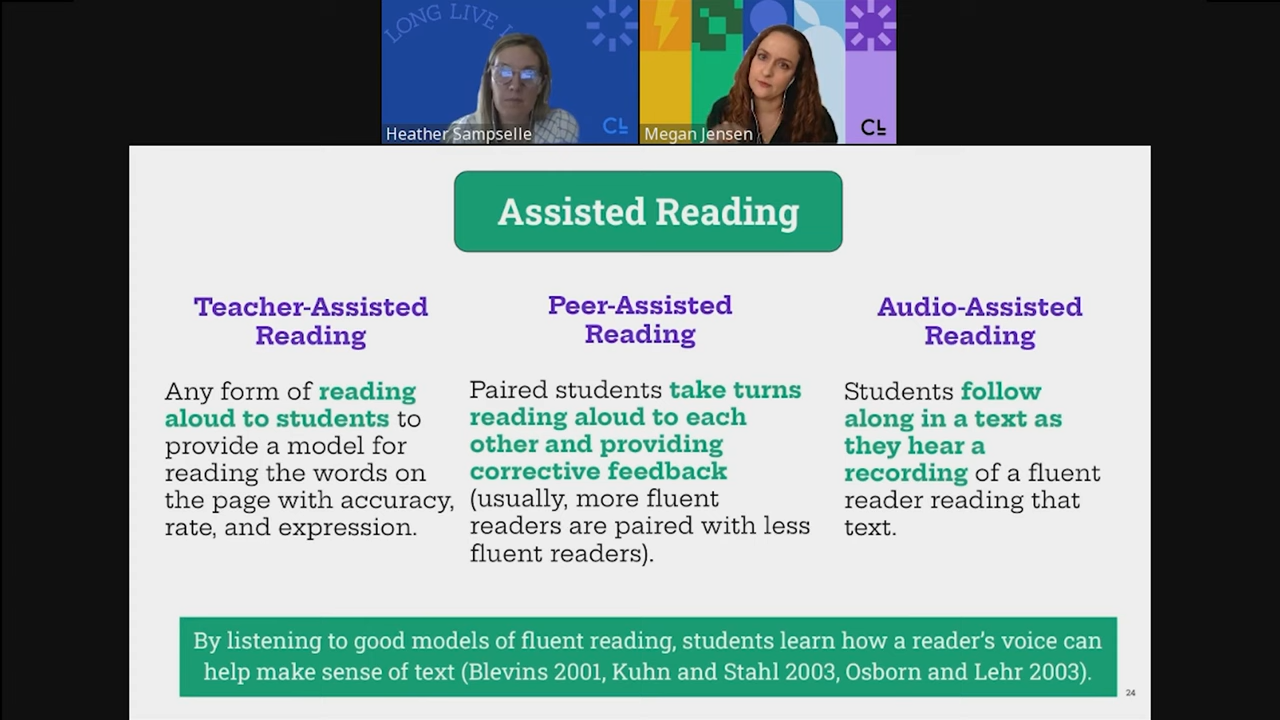 LONG LIVE
CL
Heather Sampselle
CL
Megan Jensen
Assisted Reading
Teacher-Assisted
Reading
Any form of reading
aloud to students to
provide a model for
reading the words on
the page with accuracy,
rate, and expression.
Peer-Assisted
Reading
Paired students take turns
reading aloud to each
other and providing
corrective feedback
(usually, more fluent
readers are paired with less
fluent readers).
Audio-Assisted
Reading
Students follow
along in a text as
they hear a
recording of a fluent
reader reading that
text.
By listening to good models of fluent reading, students learn how a reader's voice can
help make sense of text (Blevins 2001, Kuhn and Stahl 2003, Osborn and Lehr 2003).
24